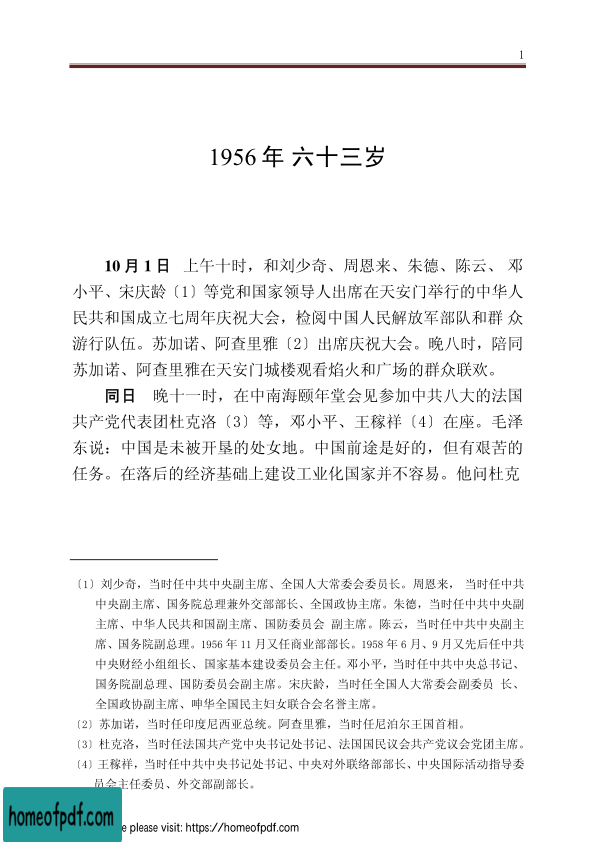 1
1956 年 六十三岁
10 月 1 日 上午十时，和刘少奇、周恩来、朱德、陈云、 邓
小平、宋庆龄〔1〕等党和国家领导人出席在天安门举行的中华人
民共和国成立七周年庆祝大会，检阅中国人民解放军部队和群 众
游行队伍。苏加诺、阿查里雅〔2〕出席庆祝大会。晚八时，陪同
苏加诺、阿查里雅在天安门城楼观看焰火和广场的群众联欢。
同日 晚十一时，在中南海颐年堂会见参加中共八大的法国
共产党代表团杜克洛〔3〕等，邓小平、王稼祥〔4〕在座。毛泽
东说：中国是未被开垦的处女地。中国前途是好的，但有艰苦的
任务。在落后的经济基础上建设工业化国家并不容易。他问杜克
〔1〕刘少奇，当时任中共中央副主席、全国人大常委会委员长。周恩来， 当时任中共
中央副主席、国务院总理兼外交部部长、全国政协主席。朱德，当时任中共中央副
主席、中华人民共和国副主席、国防委员会 副主席。陈云，当时任中共中央副主
席、国务院副总理。1956 年 11 月又任商业部部长。1958 年 6 月、9 月又先后任中共
中央财经小组组长、国家基本建设委员会主任。邓小平，当时任中共中央总书记、
国务院副总理、国防委员会副主席。宋庆龄，当时任全国人大常委会副委员 长、
全国政协副主席、呻华全国民主妇女联合会名誉主席。
〔2〕苏加诺，当时任印度尼西亚总统。阿查里雅，当时任尼泊尔王国首相。
〔3〕杜克洛，当时任法国共产党中央书记处书记、法国国民议会共产党议会党团主席。
〔4〕王稼祥，当时任中共中央书记处书记、中央对外联络部部长、中央国际活动指导委
员会主任委员、外交部副部长。
homeofpdf.com
e please visit: https://homeofpdf.com